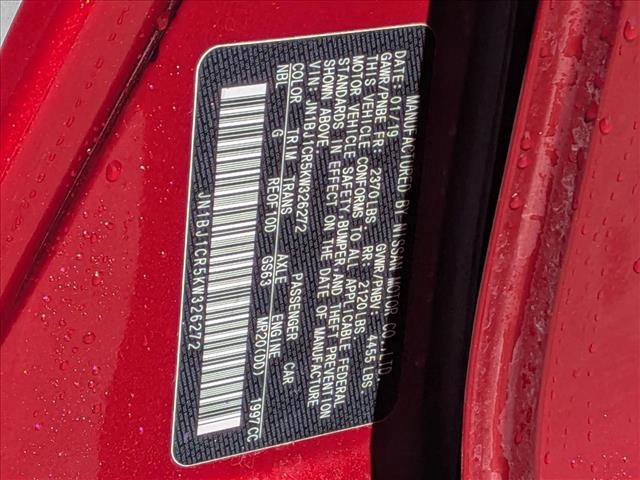 MANUFACTURED BY NISSAN MOTOR CO.,LTD.
DATE: 01/19 GVWR/PNBV: 4455 LBS.
GAWR/PNBE FR. 2370LBS RR 2120LBS
THIS VEHICLE CONFORMS TO ALL APPLICABLE FEDERAL
MOTOR VEHICLE SAFETY, BUMPER, AND THEFT PREVENTION
STANDARDS IN EFFECT ON THE DATE OF MANUFACTURE
SHOWN ABOVE.
VIN: JN1BJ1CR5KW326272 PASSENGER CAR
COLOR TRIM TRANS AXLE ENGINE
NBL G RE0F10D GS63 MR20(DD) 1997CC
JN1BJ1CR5KW326272